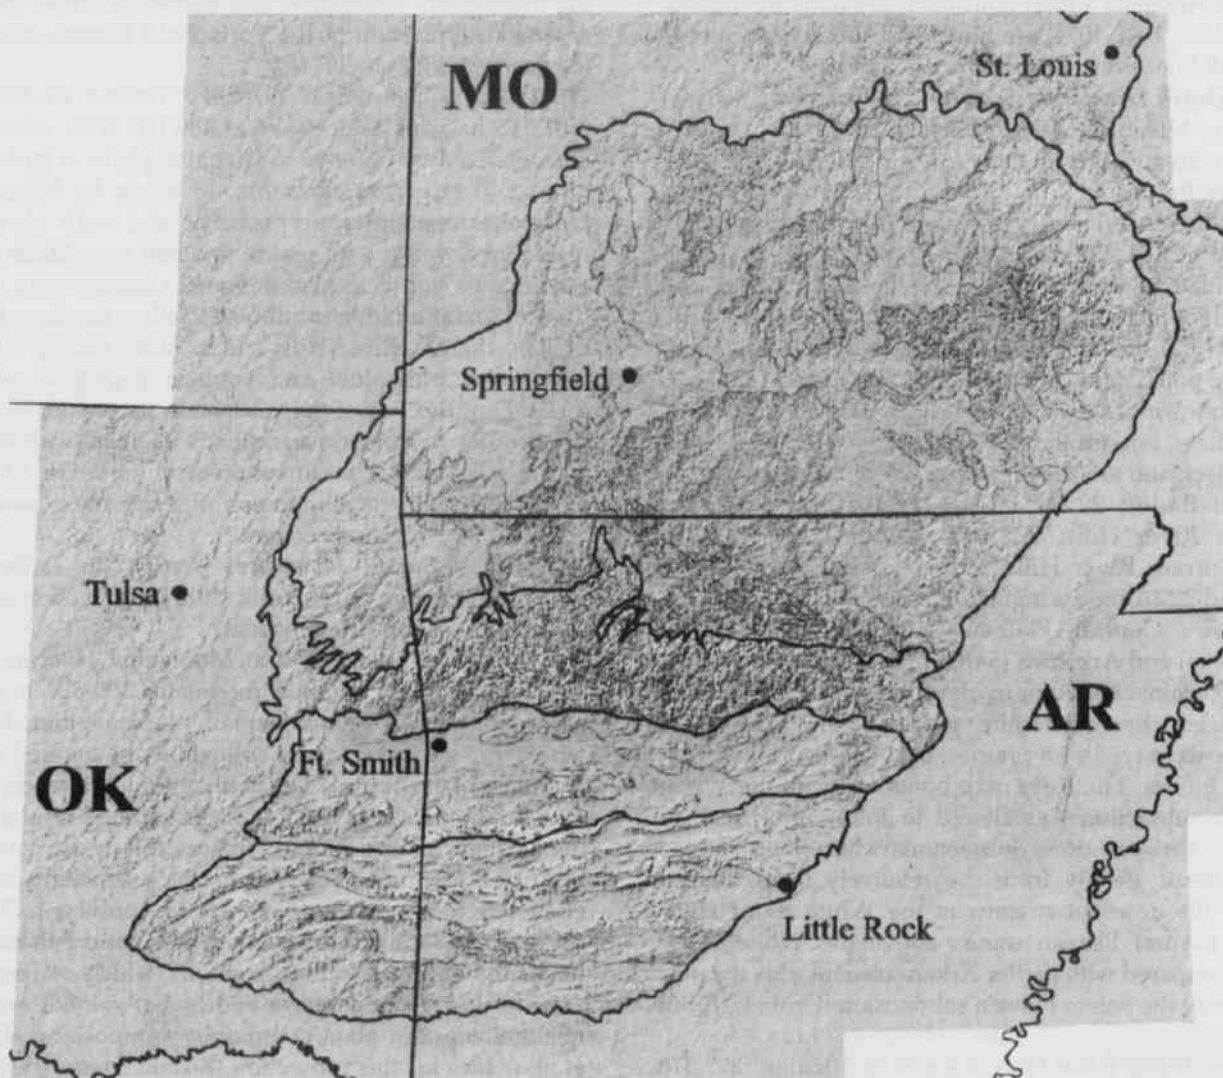 MO
St. Louis
Springfield
Tulsa
AR
Ft. Smith
OK
Little Rock